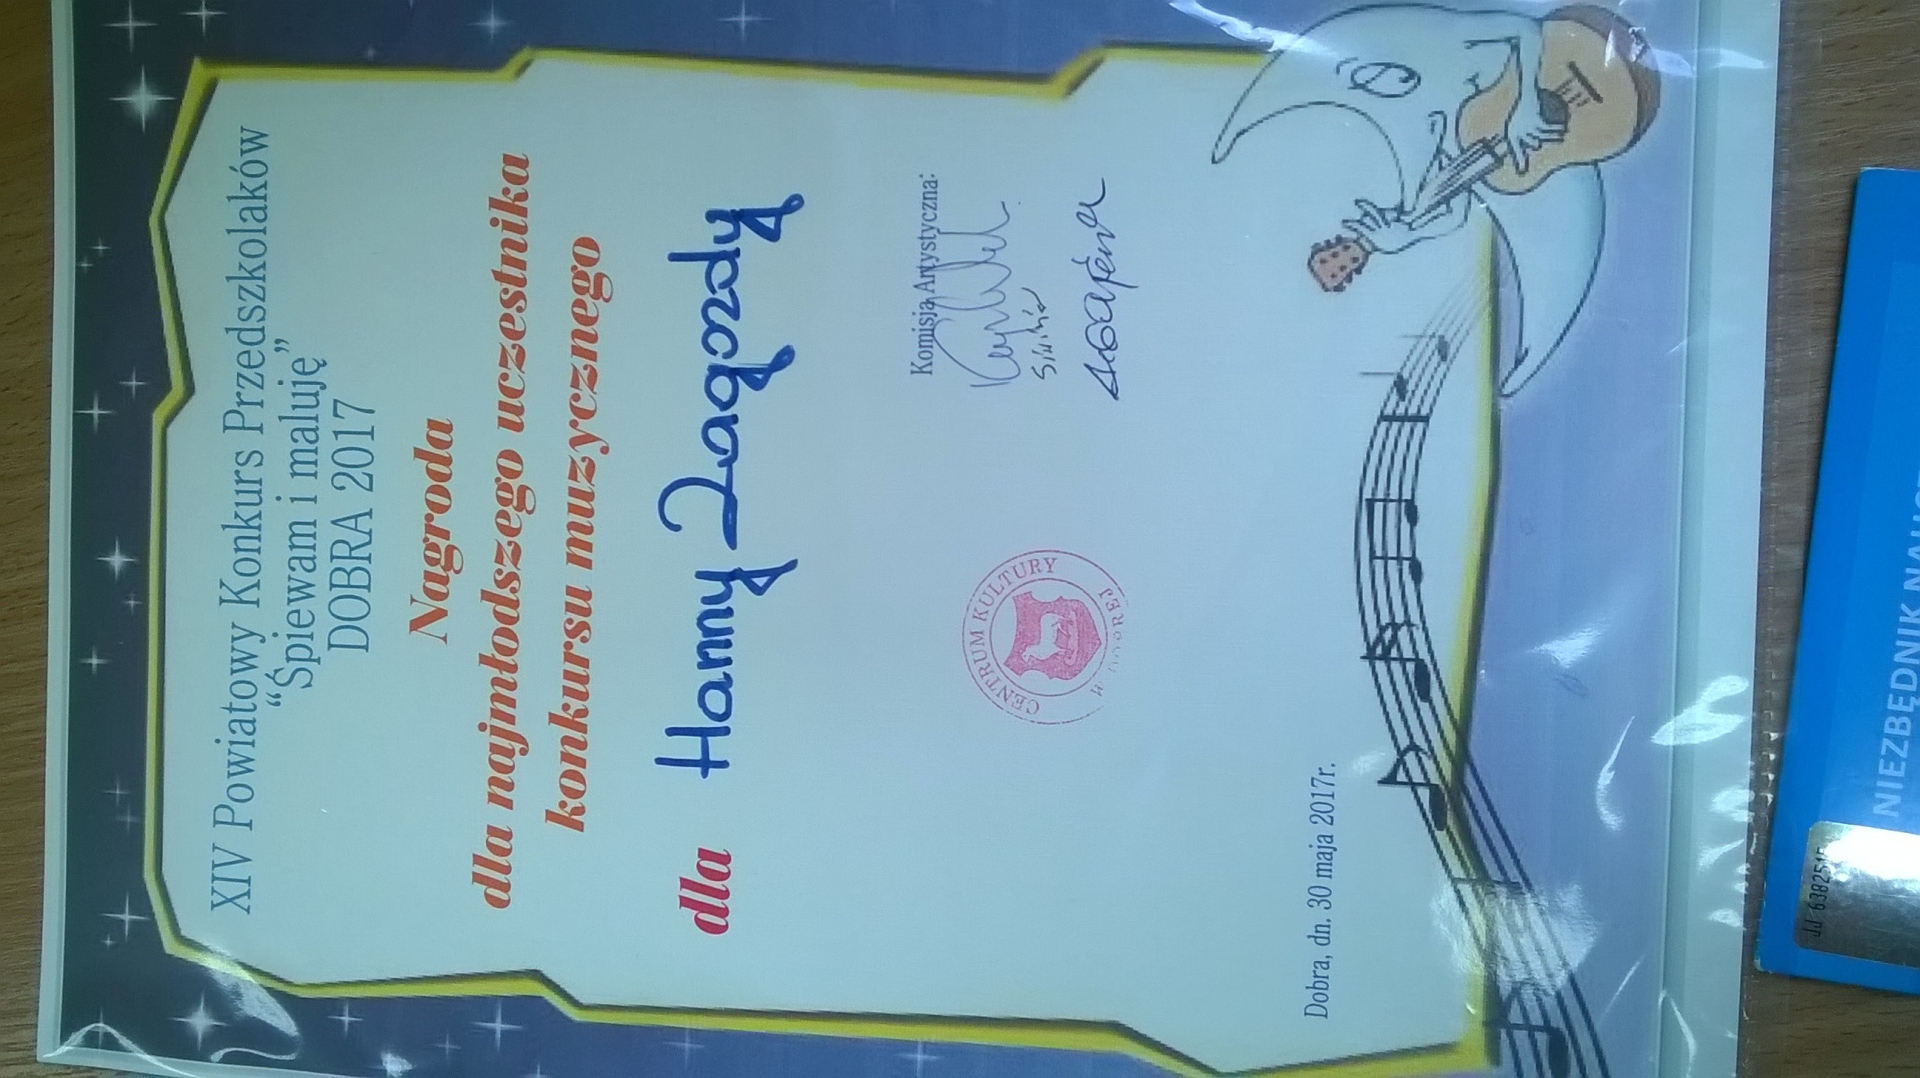 XIV Powiatowy Konkurs Przedszkolaków
“Śpiewam i maluję”
DOBRA 2017
Nagroda
dla najmłodszego uczestnika
konkursu muzycznego
dla Hanny Zagozdy
Komisja Artystyczna:
CENTRUM KULTURY
W DOBREJ
Dobra, dn. 30 maja 2017r.
NIEZBĘDNIK